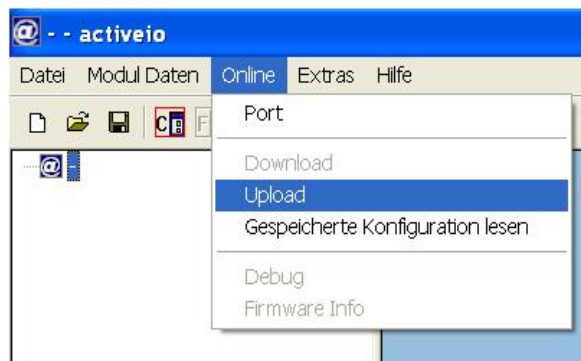 @ - - activeio
Datei Modul Daten Online Extras Hilfe
C F
Port
@ -
Download
Upload
Gespeicherte Konfiguration lesen
Debug
Firmware Info